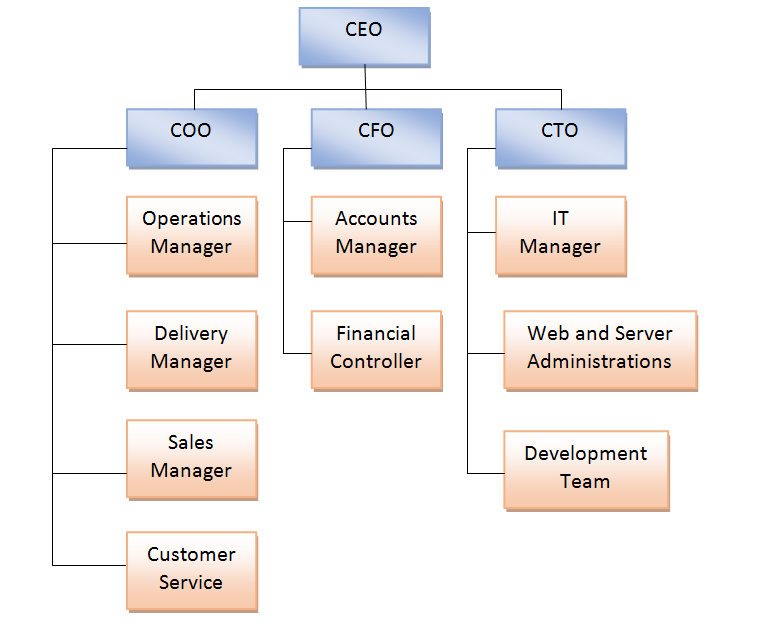 CEO
COO
CFO
CTO
Operations
Manager
Accounts
Manager
IT
Manager
Delivery
Manager
Financial
Controller
Web and Server
Administrations
Sales
Manager
Development
Team
Customer
Service